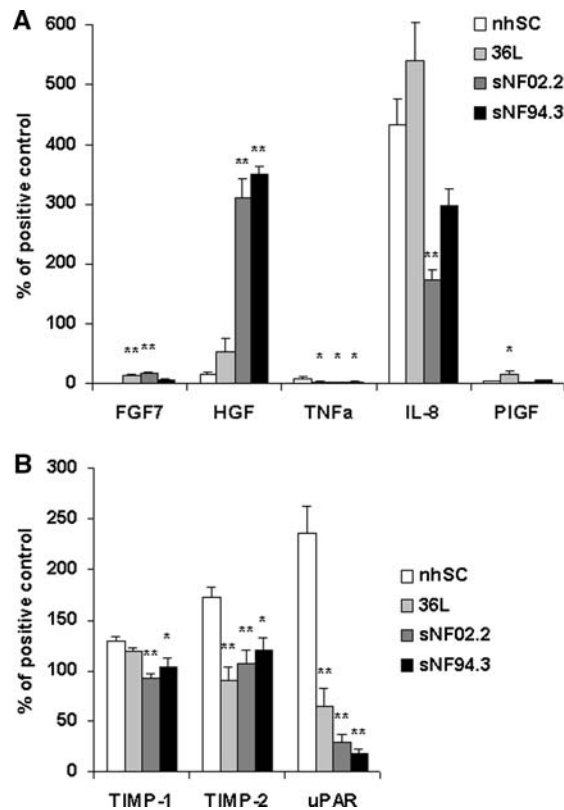 A
600
500
400
300
200
100
0
% of positive control
nhSC
36L
sNF02.2
sNF94.3
** **
** **
* * *
**
*
FGF7 HGF TNFa IL-8 PIGF
B
300
250
200
150
100
50
0
% of positive control
nhSC
36L
sNF02.2
sNF94.3
** *
** ** *
** ** **
TIMP-1 TIMP-2 uPAR